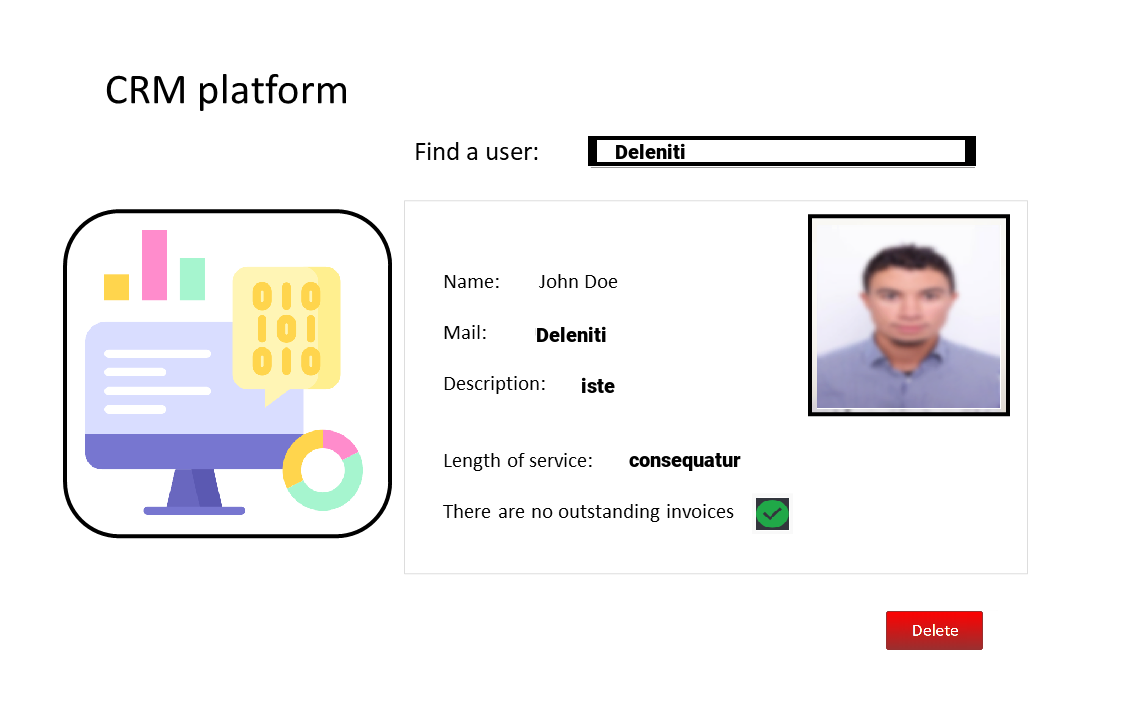 CRM platform
Find a user: Deleniti
Name: John Doe
Mail: Deleniti
Description: iste
Length of service: consequatur
There are no outstanding invoices
Delete
010
101
010